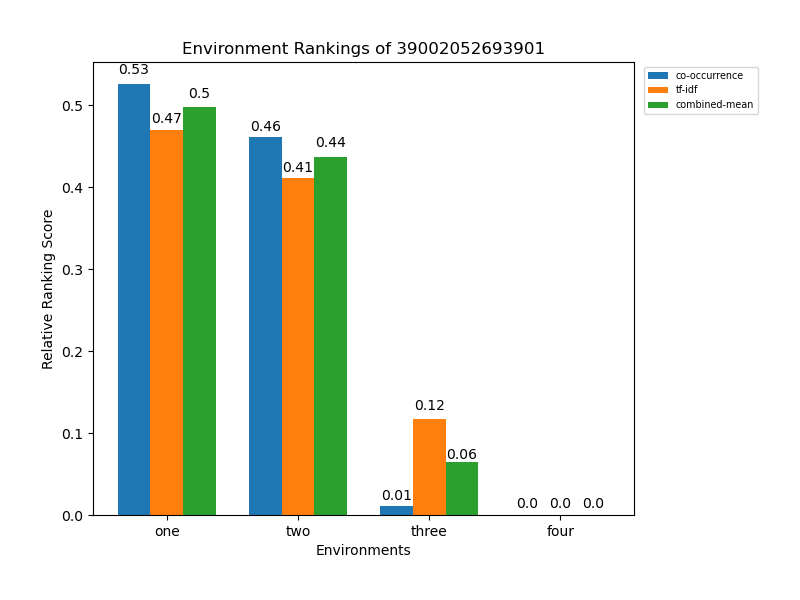 Environment Rankings of 39002052693901
co-occurrence
tf-idf
combined-mean
0.53
0.47
0.5
0.46
0.41
0.44
0.01
0.12
0.06
0.0
0.0
0.0
0.5
0.4
0.3
0.2
0.1
0.0
Relative Ranking Score
one
two
three
four
Environments